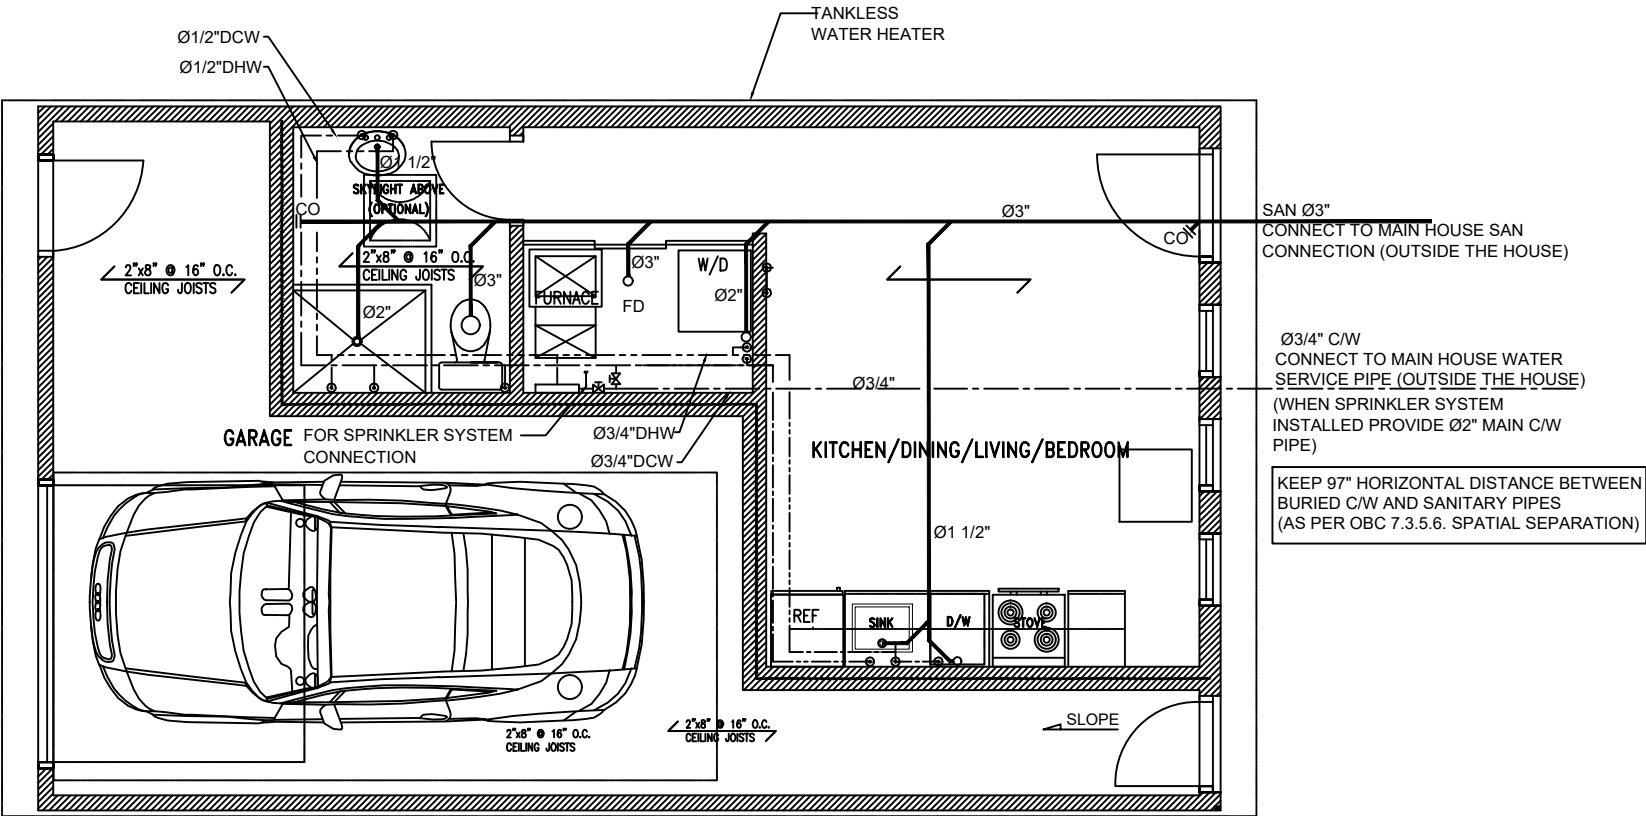 TANKLESS
WATER HEATER
Ø1/2"DCW
Ø1/2"DHW
Ø1 1/2"
SKYLIGHT ABOVE
(OPTIONAL)
CO
2"x8" @ 16" O.C.
CEILING JOISTS
2"x8" @ 16" O.C.
CEILING JOISTS
Ø3"
Ø2"
FURNACE
Ø3"
FD
W/D
Ø2"
Ø3"
CO
SAN Ø3"
CONNECT TO MAIN HOUSE SAN
CONNECTION (OUTSIDE THE HOUSE)
Ø3/4" C/W
CONNECT TO MAIN HOUSE WATER
SERVICE PIPE (OUTSIDE THE HOUSE)
(WHEN SPRINKLER SYSTEM
INSTALLED PROVIDE Ø2" MAIN C/W
PIPE)
KEEP 97" HORIZONTAL DISTANCE BETWEEN
BURIED C/W AND SANITARY PIPES
(AS PER OBC 7.3.5.6. SPATIAL SEPARATION)
Ø3/4"
GARAGE
FOR SPRINKLER SYSTEM
CONNECTION
Ø3/4"DHW
Ø3/4"DCW
KITCHEN/DINING/LIVING/BEDROOM
Ø1 1/2"
REF
SINK
D/W
STOVE
2"x8" @ 16" O.C.
CEILING JOISTS
2"x8" @ 16" O.C.
CEILING JOISTS
SLOPE